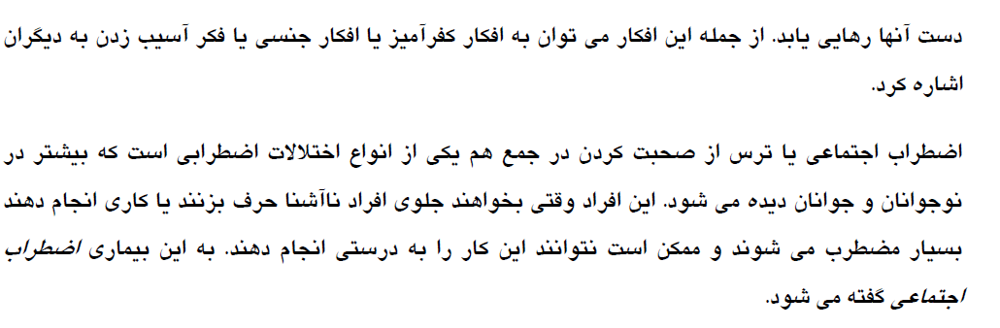 دست آنها رهایی یابد. از جمله این افکار می توان به افکار کفرآمیز یا افکار جنسی یا فکر آسیب زدن به دیگران
اشاره کرد.
اضطراب اجتماعی یا ترس از صحبت کردن در جمع هم یکی از انواع اختلالات اضطرابی است که بیشتر در
نوجوانان و جوانان دیده می شود. این افراد وقتی بخواهند جلوی افراد ناآشنا حرف بزنند یا کاری انجام دهند
بسیار مضطرب می شوند و ممکن است نتوانند این کار را به درستی انجام دهند. به این بیماری اضطراب
اجتماعی گفته می شود.